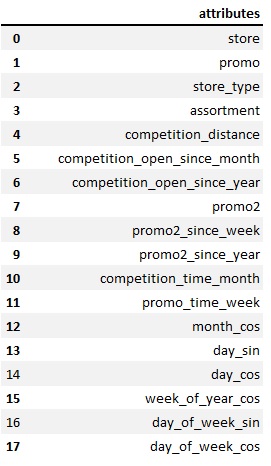 attributes
0 store
1 promo
2 store_type
3 assortment
4 competition_distance
5 competition_open_since_month
6 competition_open_since_year
7 promo2
8 promo2_since_week
9 promo2_since_year
10 competition_time_month
11 promo_time_week
12 month_cos
13 day_sin
14 day_cos
15 week_of_year_cos
16 day_of_week_sin
17 day_of_week_cos